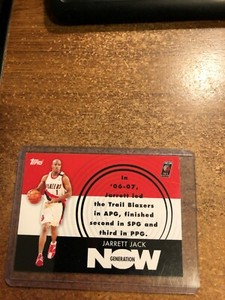 Topps
In
'06-07,
Jarrett led
the Trail Blazers
in APG, finished
second in SPG and
third in PPG.
JARRETT JACK
NOW
GENERATION